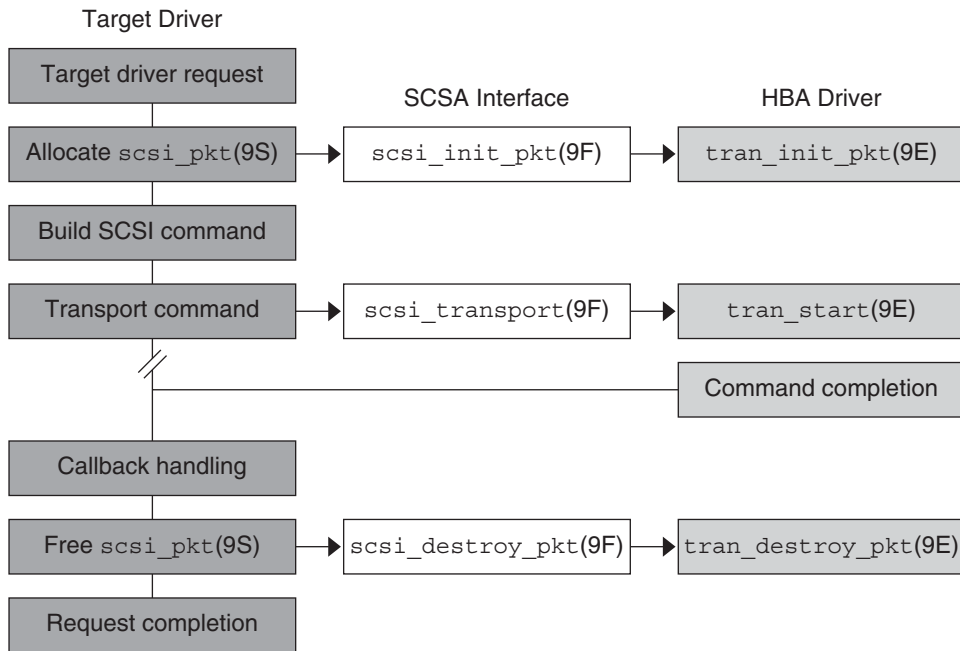 Target Driver
Target driver request
SCSA Interface
HBA Driver
Allocate scsi_pkt(9S)
scsi_init_pkt(9F)
tran_init_pkt(9E)
Build SCSI command
Transport command
scsi_transport(9F)
tran_start(9E)
Command completion
Callback handling
Free scsi_pkt(9S)
scsi_destroy_pkt(9F)
tran_destroy_pkt(9E)
Request completion